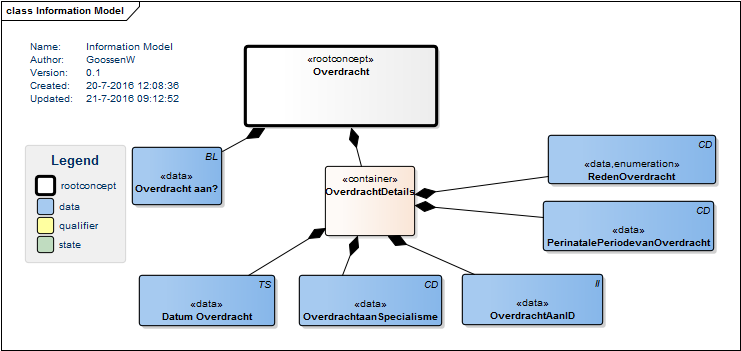 class Information Model
Name: Information Model
Author: GoossenW
Version: 0.1
Created: 20-7-2016 12:08:36
Updated: 21-7-2016 09:12:52
«rootconcept»
Overdracht
Legend
rootconcept
data
qualifier
state
BL
«data»
Overdracht aan?
«container»
OverdrachtDetails
CD
«data,enumeration»
RedenOverdracht
CD
«data»
PerinatalePeriodevanOverdracht
TS
«data»
Datum Overdracht
CD
«data»
OverdrachtaanSpecialisme
II
«data»
OverdrachtAanID